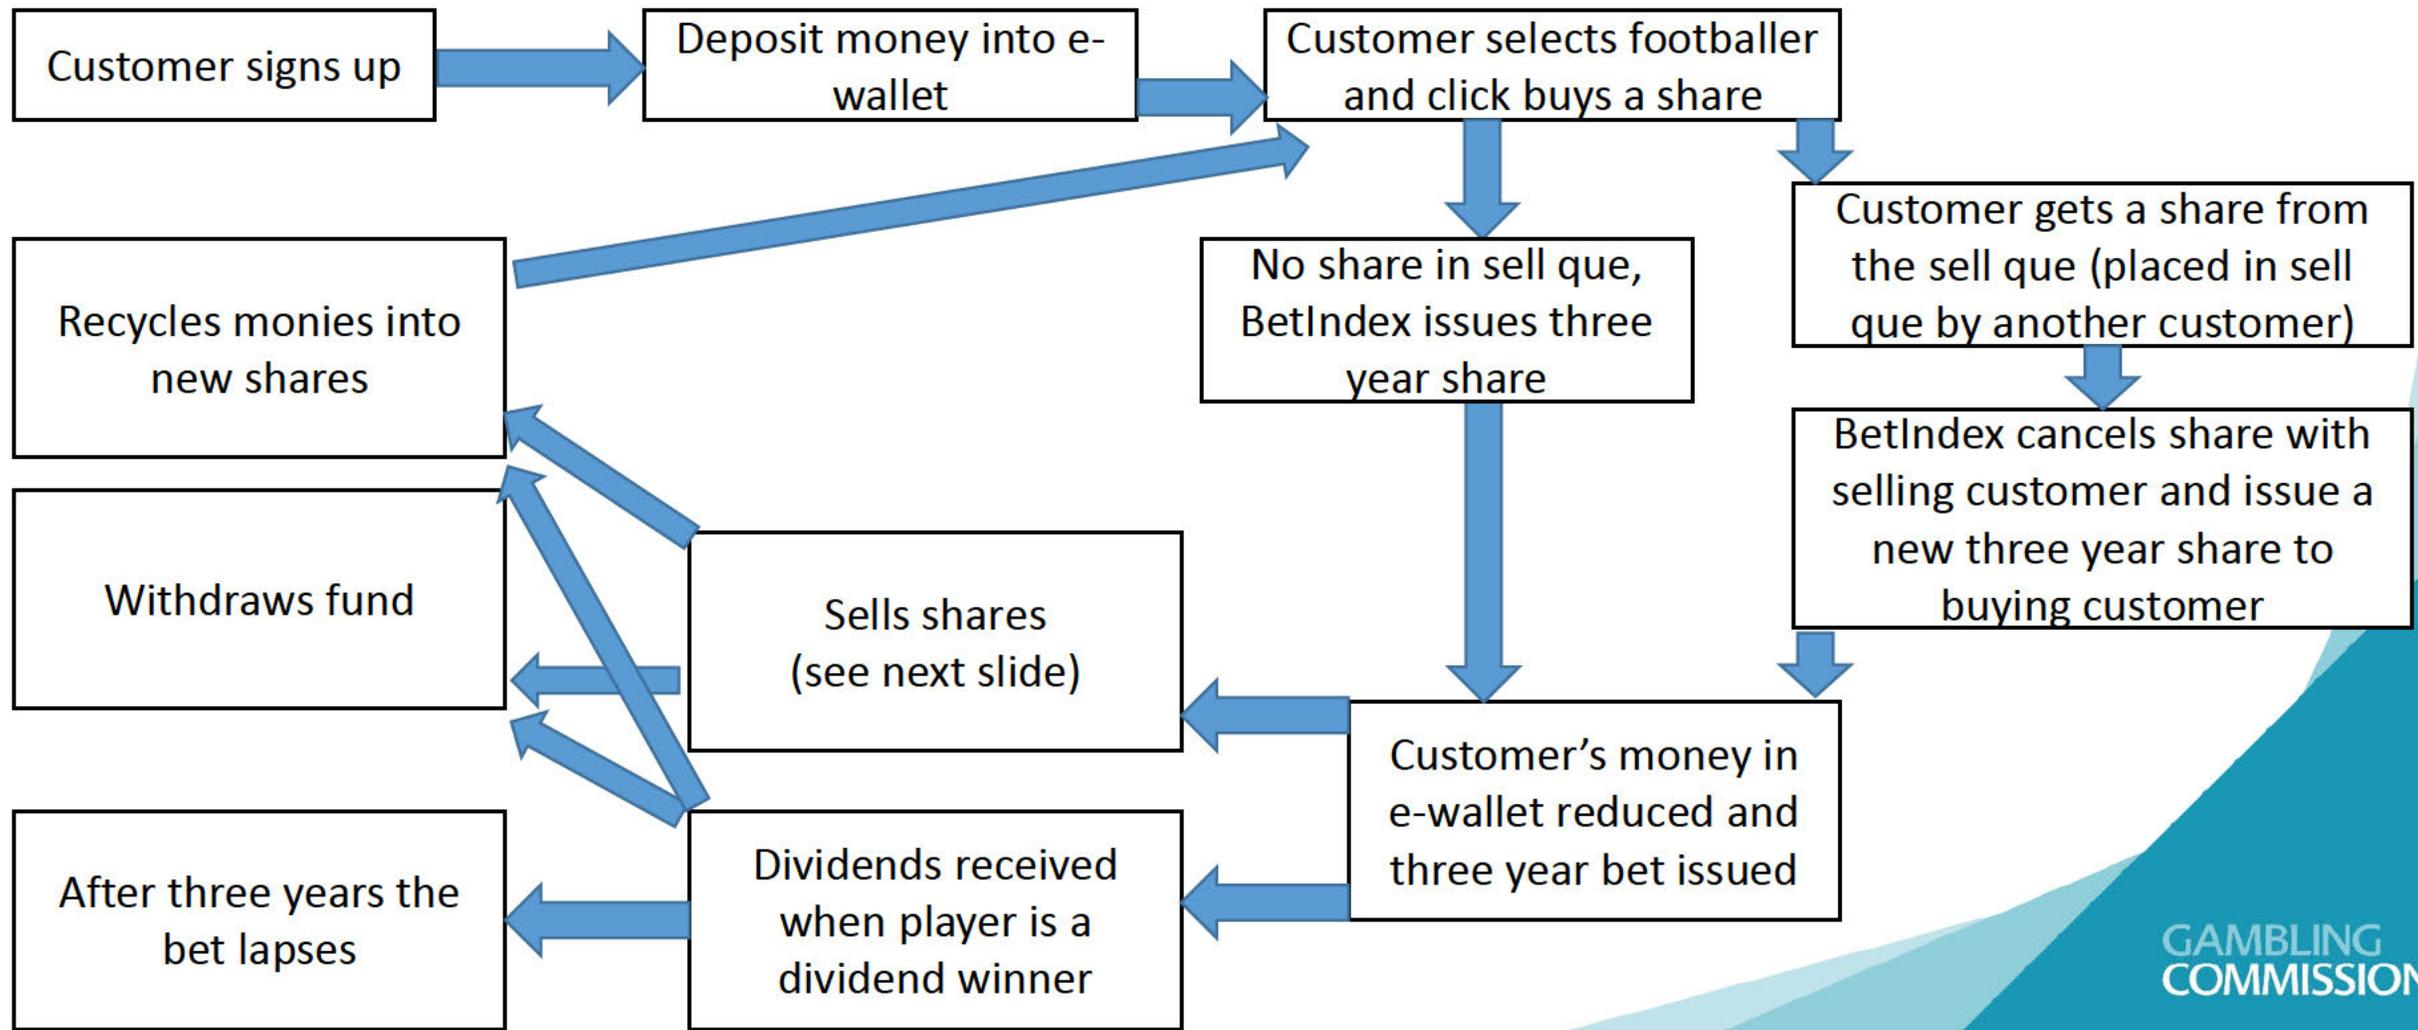 Customer signs up
Deposit money into e-
wallet
Customer selects footballer
and click buys a share
Customer gets a share from
the sell que (placed in sell
que by another customer)
No share in sell que,
BetIndex issues three
year share
Recycles monies into
new shares
BetIndex cancels share with
selling customer and issue a
new three year share to
buying customer
Withdraws fund
Sells shares
(see next slide)
Customer’s money in
e-wallet reduced and
three year bet issued
After three years the
bet lapses
Dividends received
when player is a
dividend winner
GAMBLING
COMMISSION